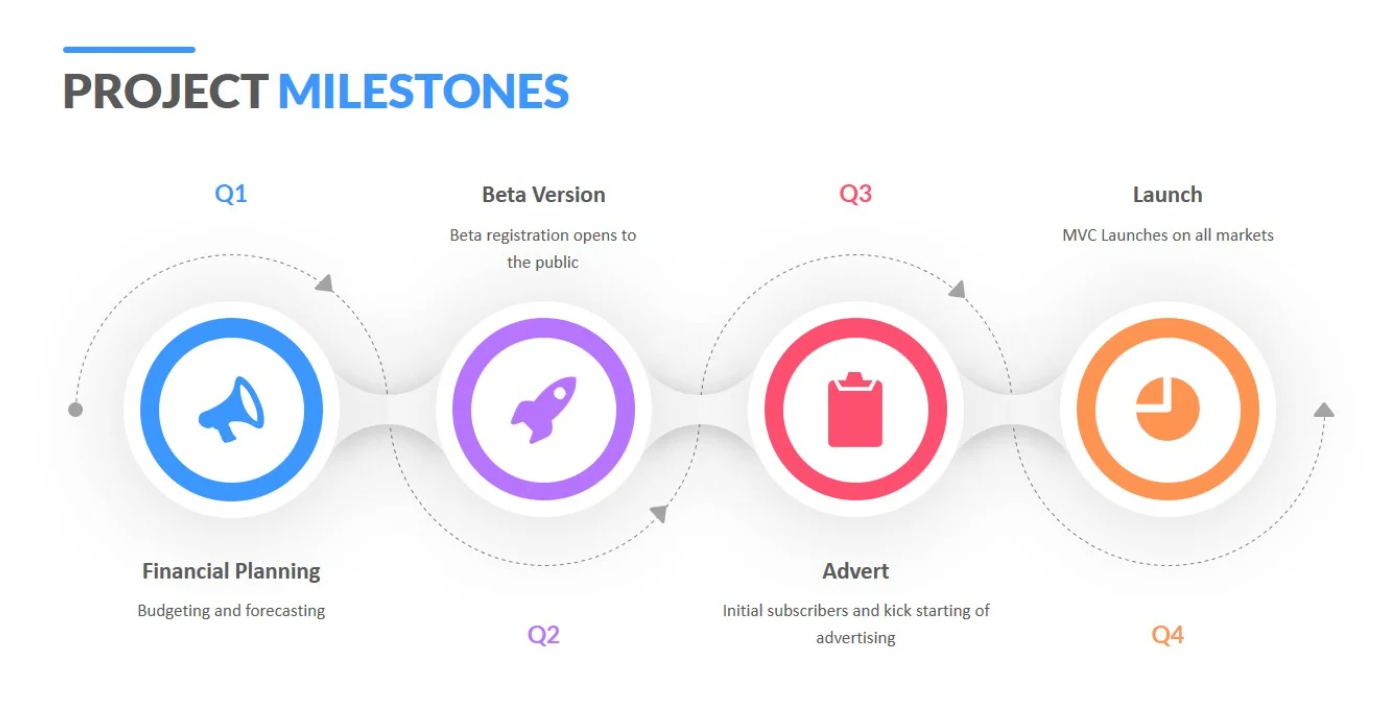 PROJECT MILESTONES
Q1
Financial Planning
Budgeting and forecasting
Beta Version
Beta registration opens to
the public
Q2
Q3
Advert
Initial subscribers and kick starting of
advertising
Launch
MVC Launches on all markets
Q4